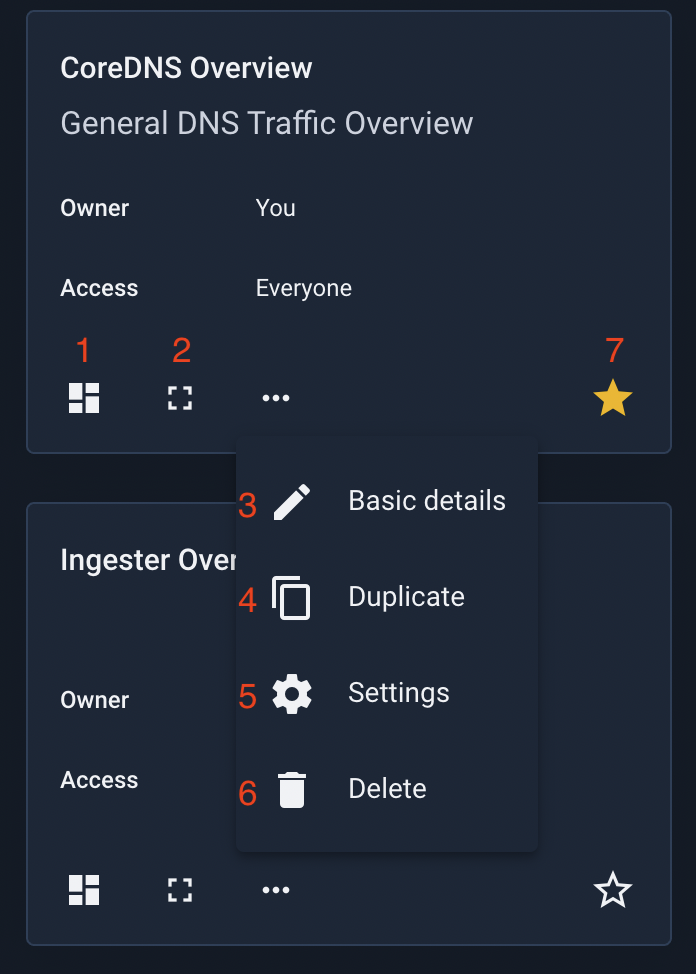 CoreDNS Overview
General DNS Traffic Overview
Owner You
Access Everyone
1 2 7
3 Basic details
Ingester Over
4 Duplicate
5 Settings
Owner
Access
6 Delete